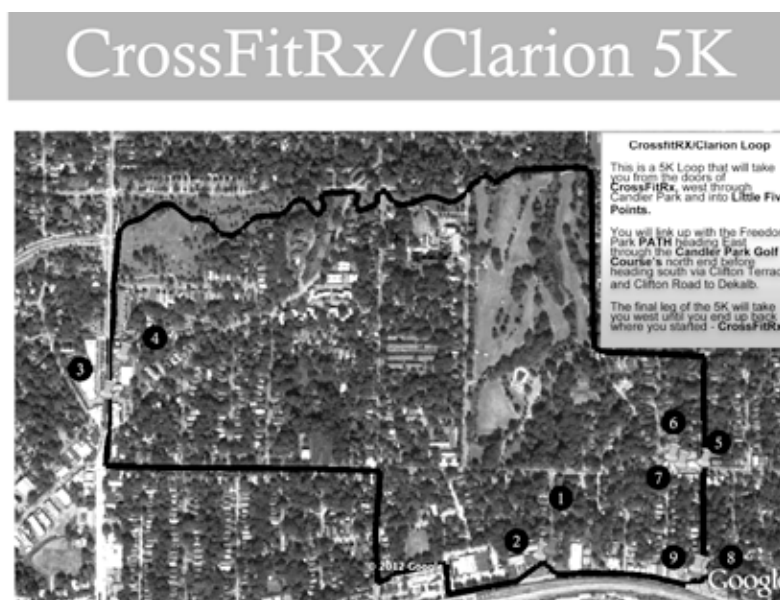 CrossFitRx/Clarion 5K
CrossfitRX/Clarion Loop
This is a 5K Loop that will take
you from the doors of
CrossFitRx, west through
Candler Park and into Little Fiv
Points.
You will link up with the Freedo
Park PATH heading East
through the Candler Park Golf
Course's north end before
heading south via Clifton Terrac
and Clifton Road to Dekalb.
The final leg of the 5K will take
you west until you end up back
where you started - CrossFitRx
4
3
6
5
7
1
2
9
8
© 2012 Google
Google